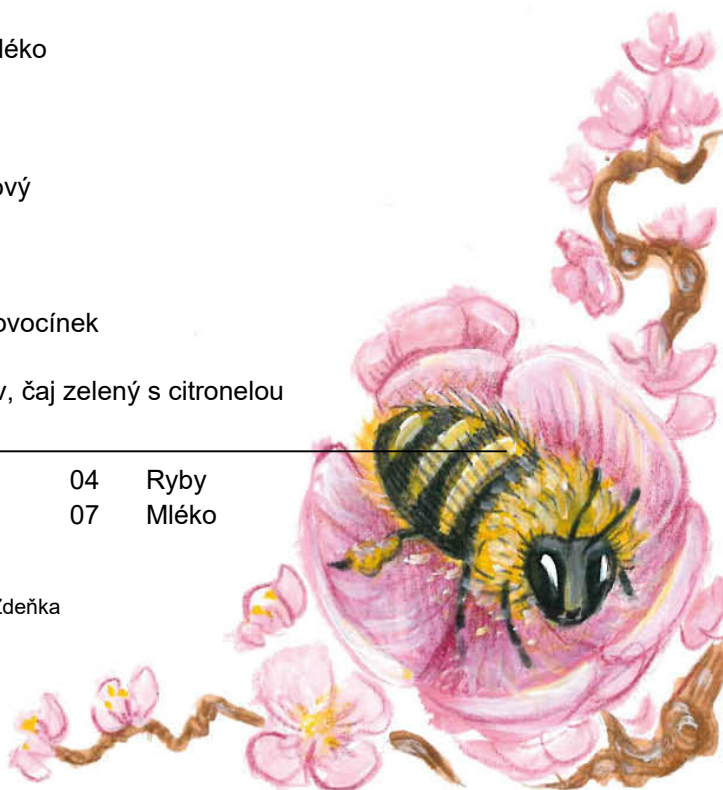 léko
ový
ovocínek
v, čaj zelený s citronelou
04 Ryby
07 Mléko
Zdeňka